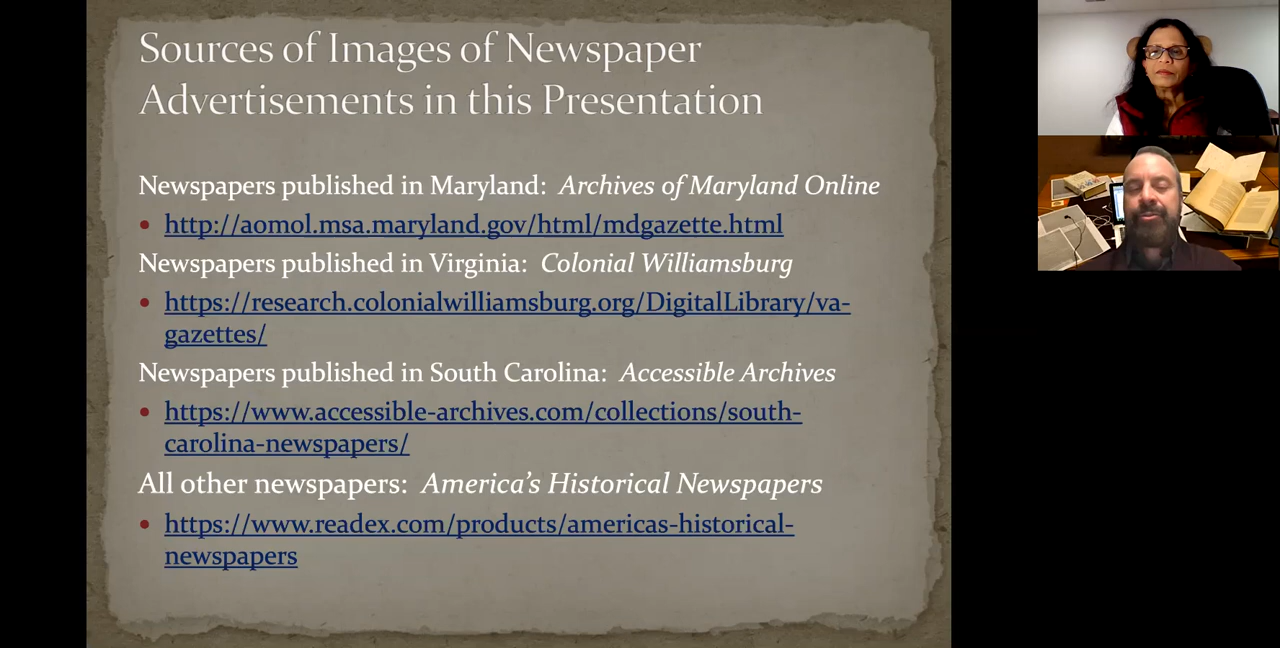 Sources of Images of Newspaper
Advertisements in this Presentation
Newspapers published in Maryland: Archives of Maryland Online
• http://aomol.msa.maryland.gov/html/mdgazette.html
Newspapers published in Virginia: Colonial Williamsburg
• https://research.colonialwilliamsburg.org/DigitalLibrary/va-
gazettes/
Newspapers published in South Carolina: Accessible Archives
• https://www.accessible-archives.com/collections/south-
carolina-newspapers/
All other newspapers: America's Historical Newspapers
• https://www.readex.com/products/americas-historical-
newspapers